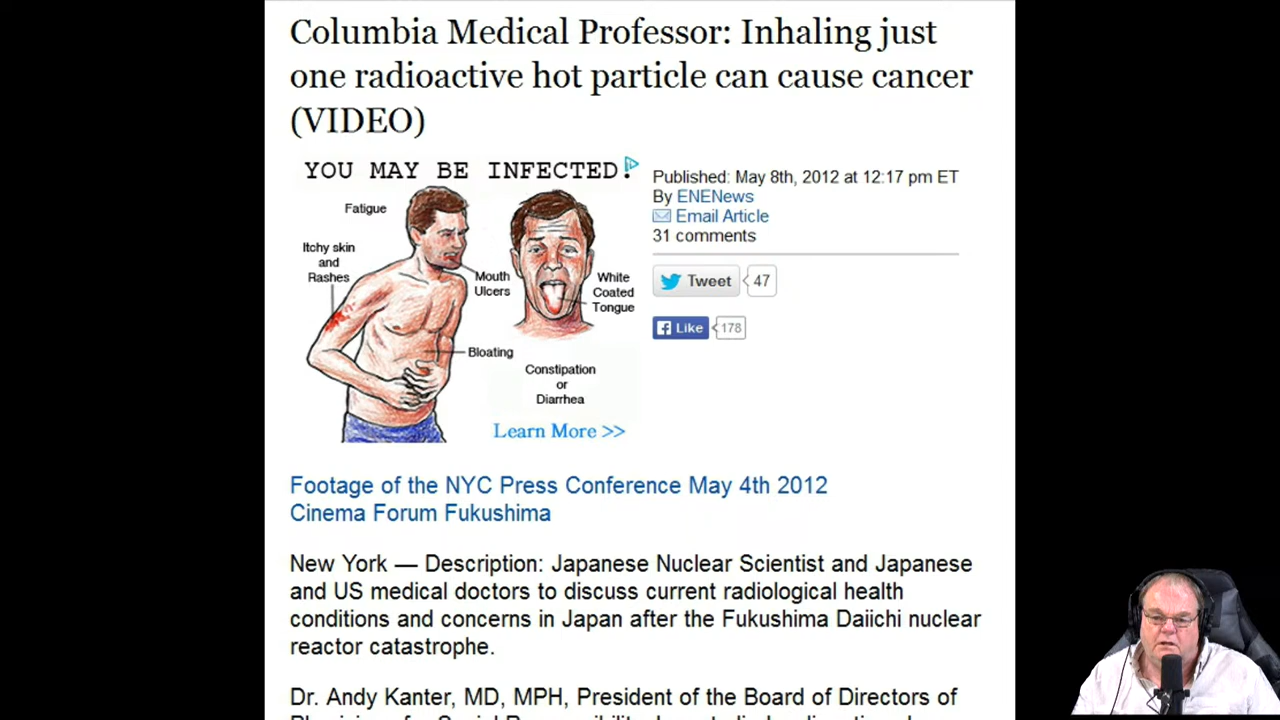 Columbia Medical Professor: Inhaling just
one radioactive hot particle can cause cancer
(VIDEO)
YOU MAY BE INFECTED!
Fatigue
Itchy skin
and
Rashes
Mouth
Ulcers
White
Coated
Tongue
Bloating
Constipation
or
Diarrhea
Learn More >>
Published: May 8th, 2012 at 12:17 pm ET
By ENENews
Email Article
31 comments
Tweet 47
Like 178
Footage of the NYC Press Conference May 4th 2012
Cinema Forum Fukushima
New York — Description: Japanese Nuclear Scientist and Japanese
and US medical doctors to discuss current radiological health
conditions and concerns in Japan after the Fukushima Daiichi nuclear
reactor catastrophe.
Dr. Andy Kanter, MD, MPH, President of the Board of Directors of